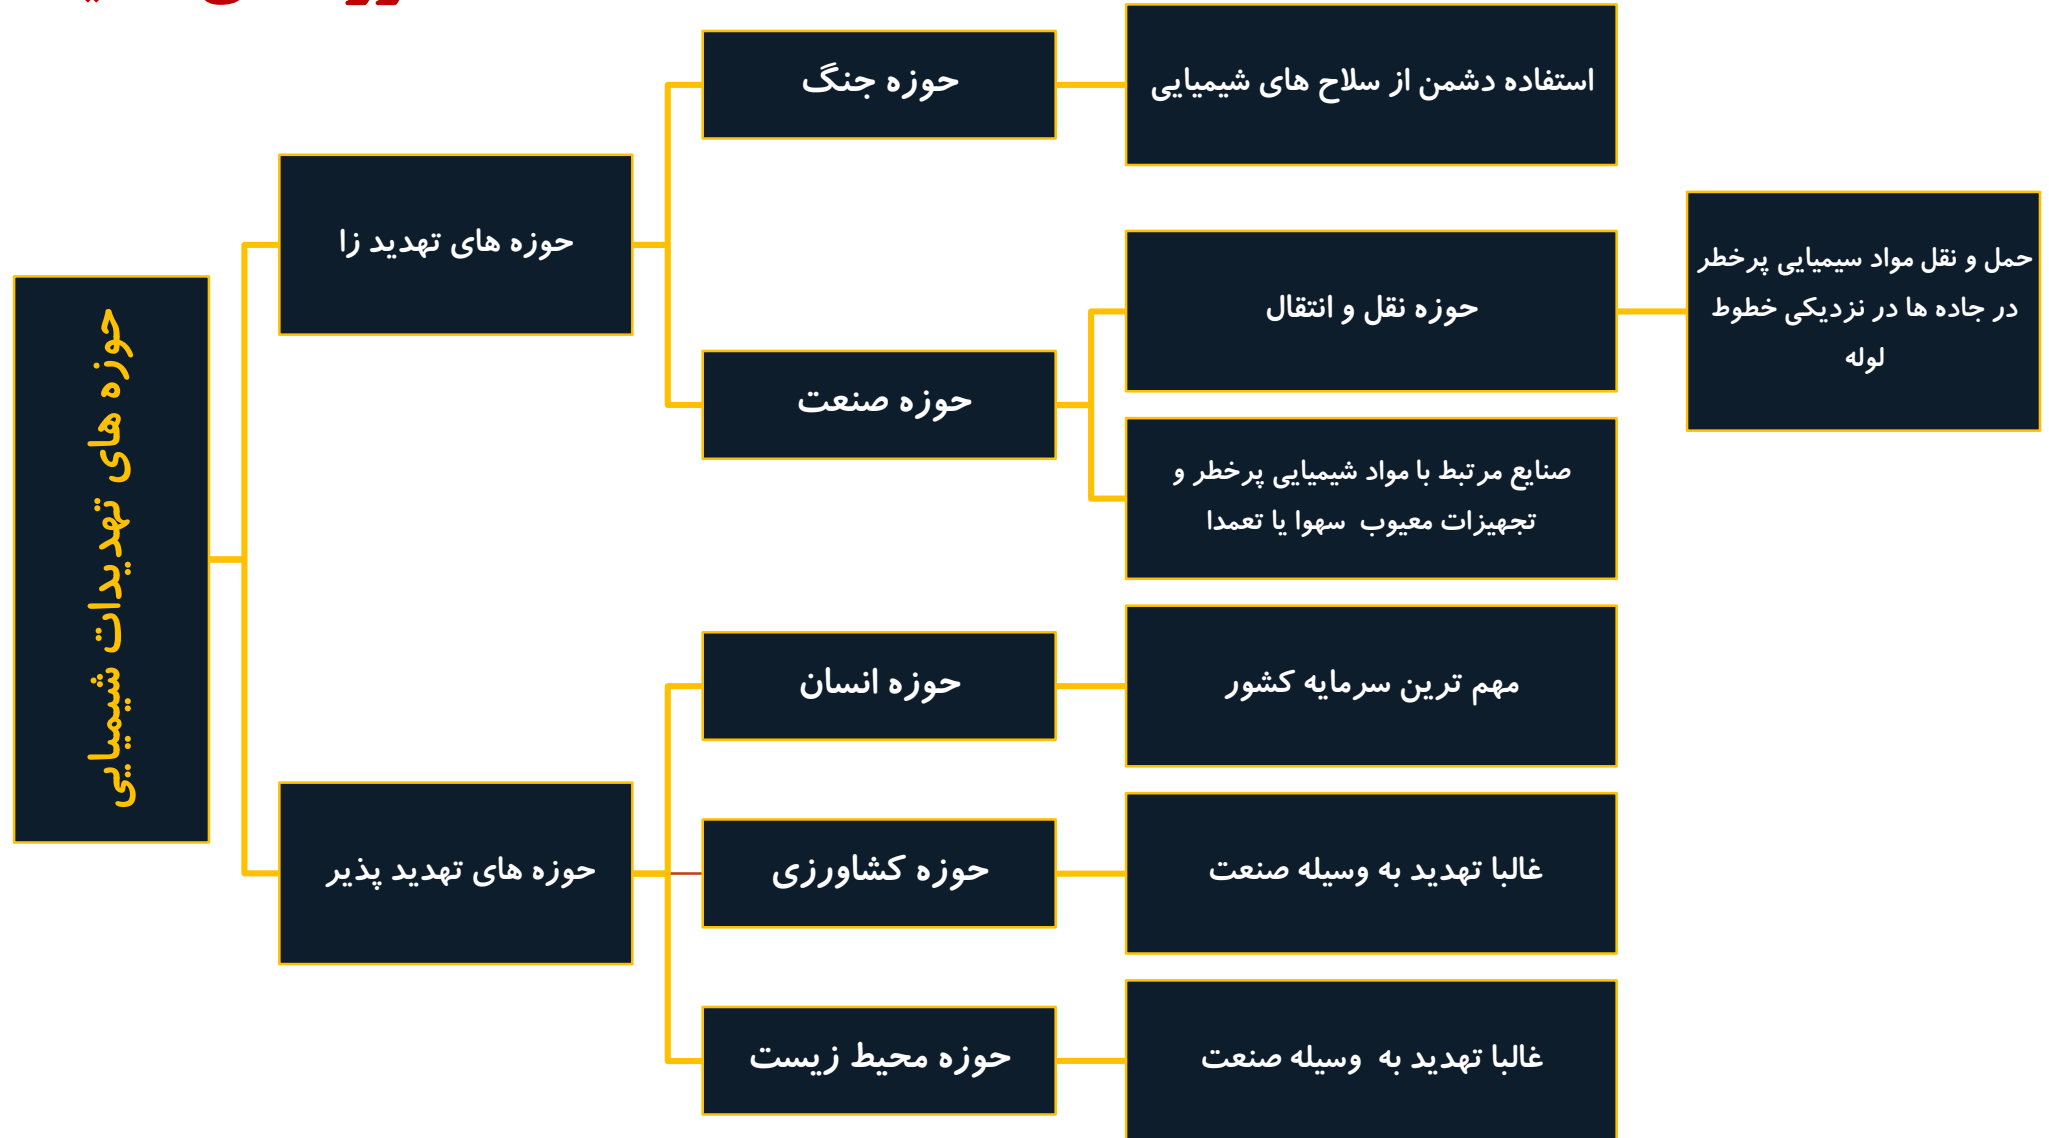 حوزه های تهدیدات شیمیایی
حوزه های تهدید زا
حوزه جنگ
استفاده دشمن از سلاح های شیمیایی
حوزه صنعت
حوزه نقل و انتقال
حمل و نقل مواد سیمیایی پرخطر
در جاده ها در نزدیکی خطوط
لوله
صنایع مرتبط با مواد شیمیایی پرخطر و
تجهیزات معیوب سهوا یا تعمدا
حوزه های تهدید پذیر
حوزه انسان
مهم ترین سرمایه کشور
حوزه کشاورزی
غالبا تهدید به وسیله صنعت
حوزه محیط زیست
غالبا تهدید به وسیله صنعت